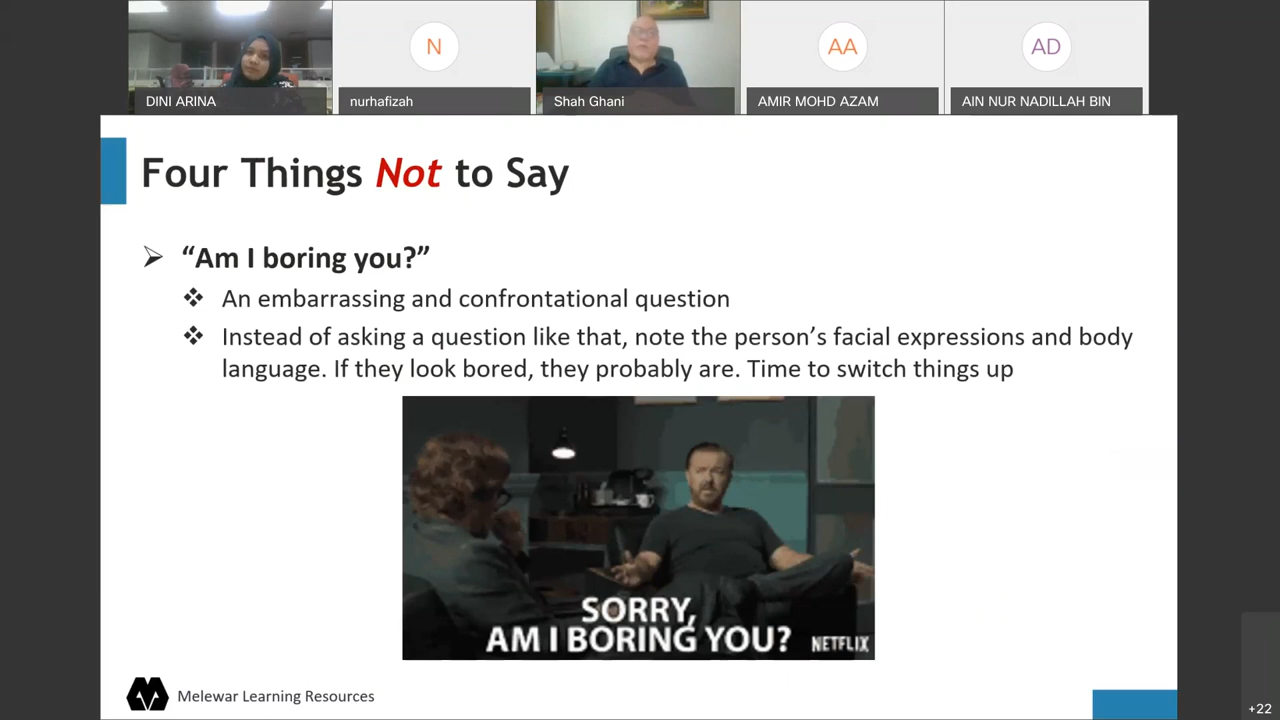 N
AA
AD
DINI ARINA
nurhafizah
Shah Ghani
AMIR MOHD AZAM
AIN NUR NADILLAH BIN
Four Things Not to Say
➢ “Am I boring you?”
❖ An embarrassing and confrontational question
❖ Instead of asking a question like that, note the person’s facial expressions and body
language. If they look bored, they probably are. Time to switch things up
SORRY,
AM I BORING YOU?
NETFLIX
Melewar Learning Resources
+22